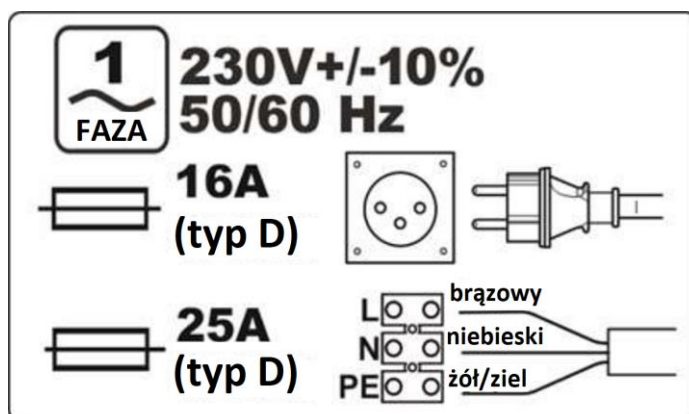 1
FAZA
230V+/-10%
50/60 Hz
16A
(typ D)
25A
(typ D)
L brązowy
N niebieski
PE żół/ziel